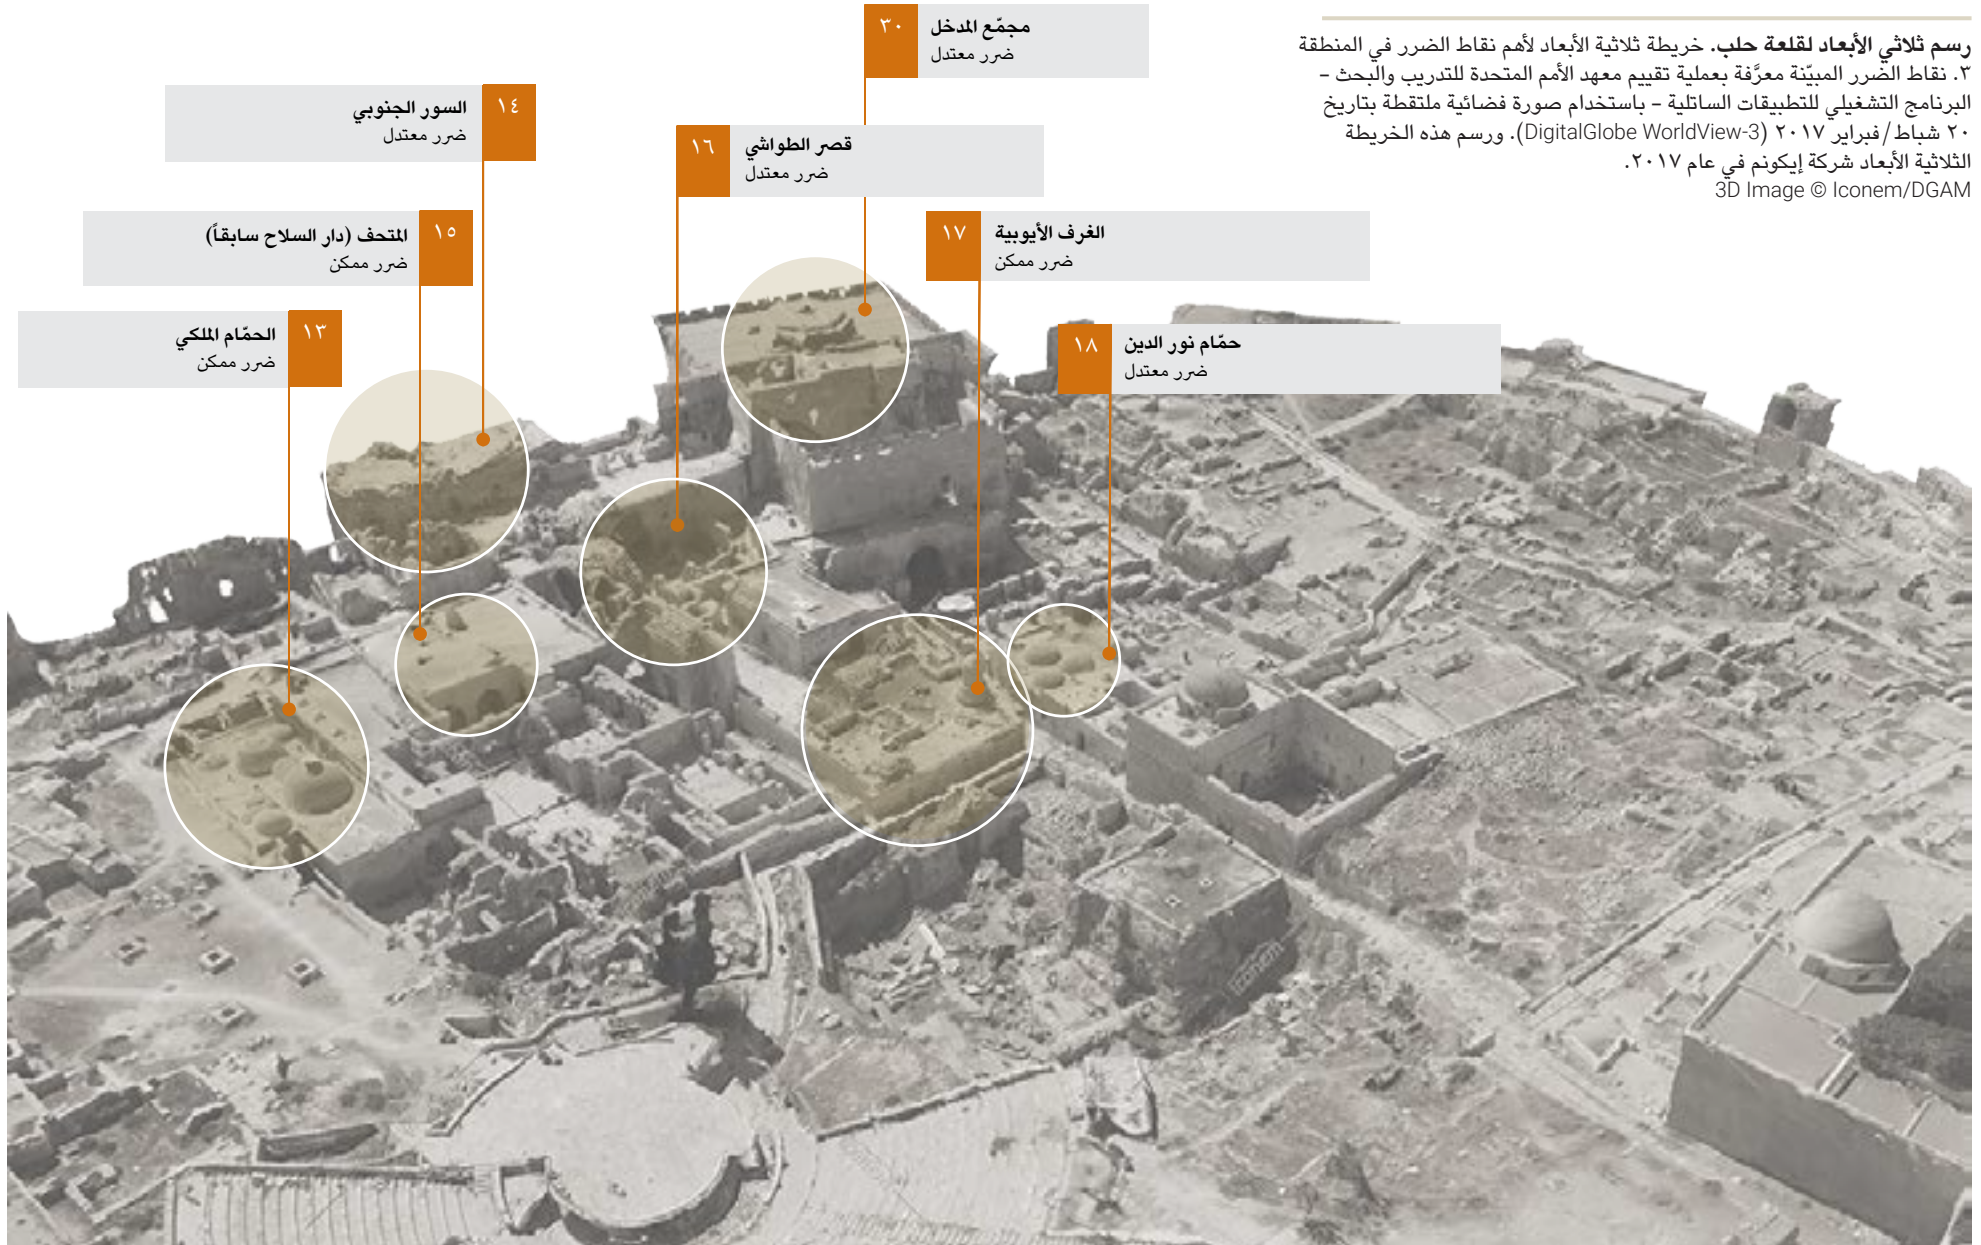 رسم ثلاثي الأبعاد لقلعة حلب. خريطة ثلاثية الأبعاد لأهم نقاط الضرر في المنطقة
٣. نقاط الضرر المبيّنة معرَّفة بعملية تقييم معهد الأمم المتحدة للتدريب والبحث –
البرنامج التشغيلي للتطبيقات الساتلية – باستخدام صورة فضائية ملتقطة بتاريخ
٢٠ شباط/فبراير ٢٠١٧ (DigitalGlobe WorldView-3). ورسم هذه الخريطة
الثلاثية الأبعاد شركة إيكونم في عام ٢٠١٧.
3D Image © Iconem/DGAM
٣٠
مجمّع المدخل
ضرر معتدل
١٤
السور الجنوبي
ضرر معتدل
١٦
قصر الطواشي
ضرر معتدل
١٥
المتحف (دار السلاح سابقاً)
ضرر ممكن
١٧
الغرف الأيوبية
ضرر ممكن
١٣
الحمّام الملكي
ضرر ممكن
١٨
حمّام نور الدين
ضرر معتدل
iconem